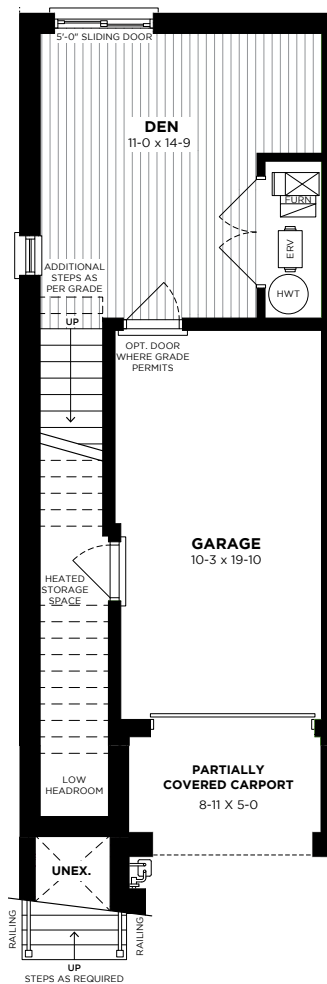 5'-0" SLIDING DOOR
DEN
11-0 x 14-9
FURN
ERV
HWT
ADDITIONAL
STEPS AS
PER GRADE
UP
OPT. DOOR
WHERE GRADE
PERMITS
GARAGE
10-3 x 19-10
HEATED
STORAGE
SPACE
LOW
HEADROOM
PARTIALLY
COVERED CARPORT
8-11 X 5-0
UNEX.
RAILING
RAILING
UP
STEPS AS REQUIRED